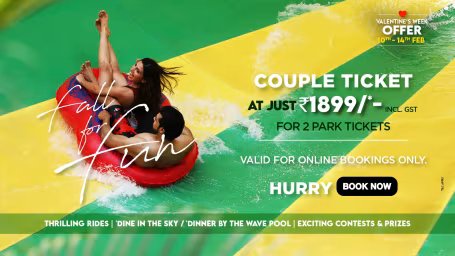 VALENTINE'S WEEK
OFFER
10TH - 14TH FEB
fall
for
fun
COUPLE TICKET
AT JUST ₹1899/*- INCL. GST
FOR 2 PARK TICKETS
VALID FOR ONLINE BOOKINGS ONLY.
HURRY BOOK NOW
THRILLING RIDES | *DINE IN THE SKY / *DINNER BY THE WAVE POOL | EXCITING CONTESTS & PRIZES